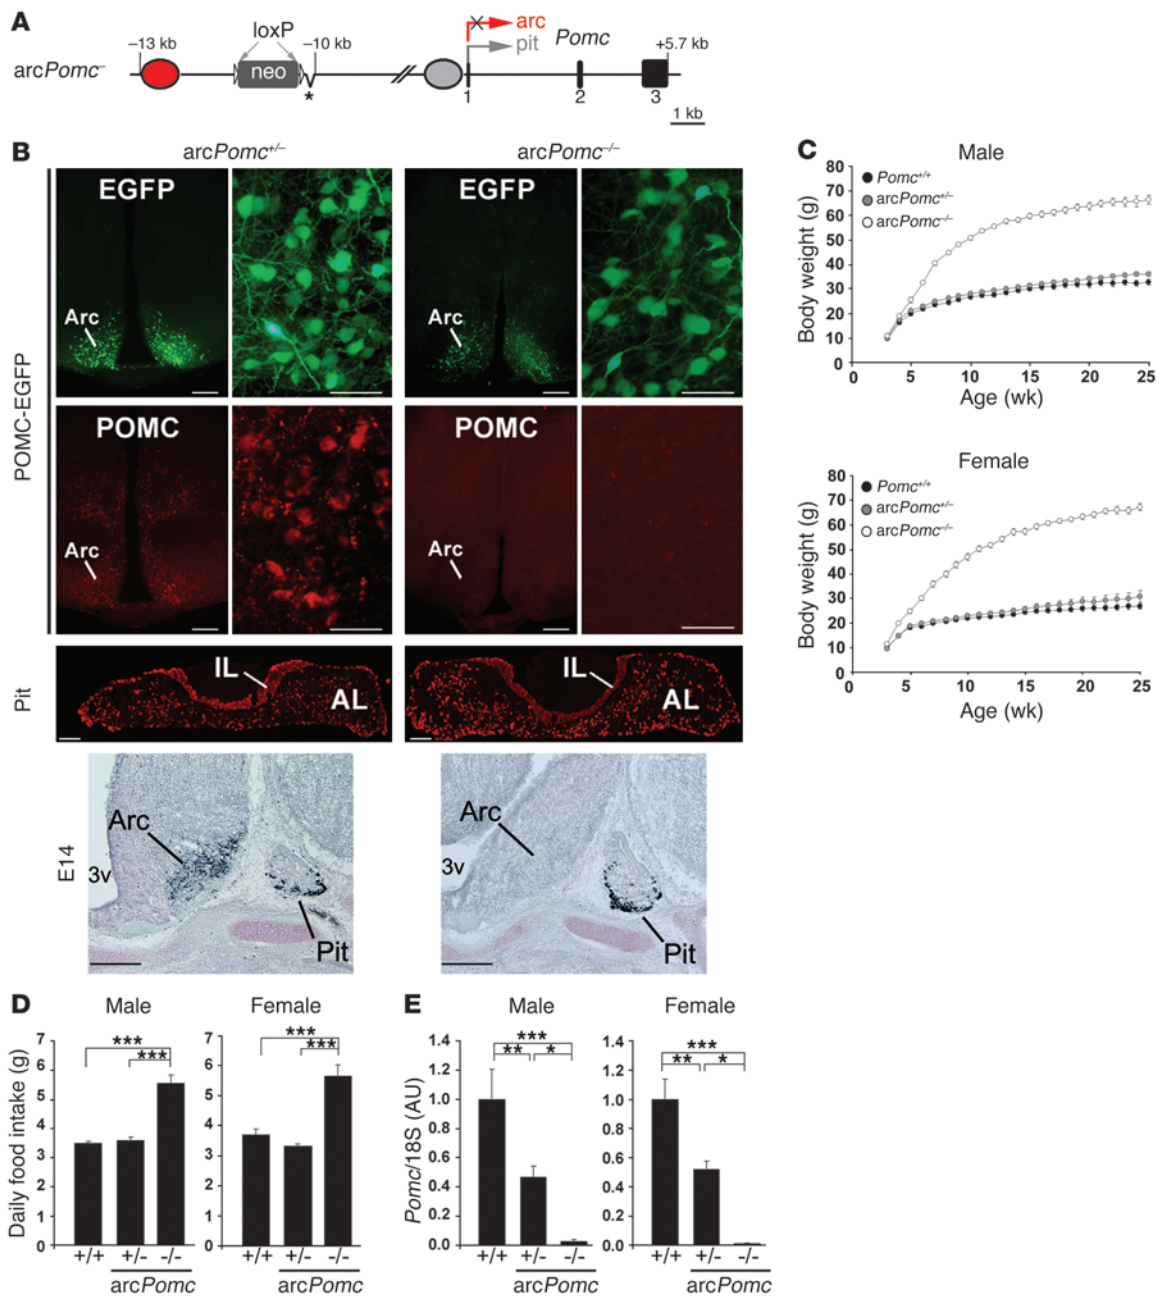 A
loxP
–13 kb
–10 kb
arc
pit
Pomc
+5.7 kb
arcPomc–
neo
*
1
2
3
1 kb
B
arcPomc+/–
arcPomc–/–
POMC-EGFP
EGFP
EGFP
Arc
Arc
POMC
POMC
Arc
Arc
Pit
IL
AL
IL
AL
E14
Arc
3v
Pit
Arc
3v
Pit
C
Male
Body weight (g)
80
70
60
50
40
30
20
10
0
Pomc+/+
arcPomc+/–
arcPomc–/–
0 5 10 15 20 25
Age (wk)
Female
Body weight (g)
80
70
60
50
40
30
20
10
0
Pomc+/+
arcPomc+/–
arcPomc–/–
0 5 10 15 20 25
Age (wk)
D
Male
Daily food intake (g)
7
6
5
4
3
2
1
0
***
***
+/+ +/- -/-
arcPomc
Female
7
6
5
4
3
2
1
0
***
***
+/+ +/- -/-
arcPomc
E
Male
Pomc/18S (AU)
1.4
1.2
1.0
0.8
0.6
0.4
0.2
0.0
***
** *
+/+ +/- -/-
arcPomc
Female
1.4
1.2
1.0
0.8
0.6
0.4
0.2
0.0
***
** *
+/+ +/- -/-
arcPomc